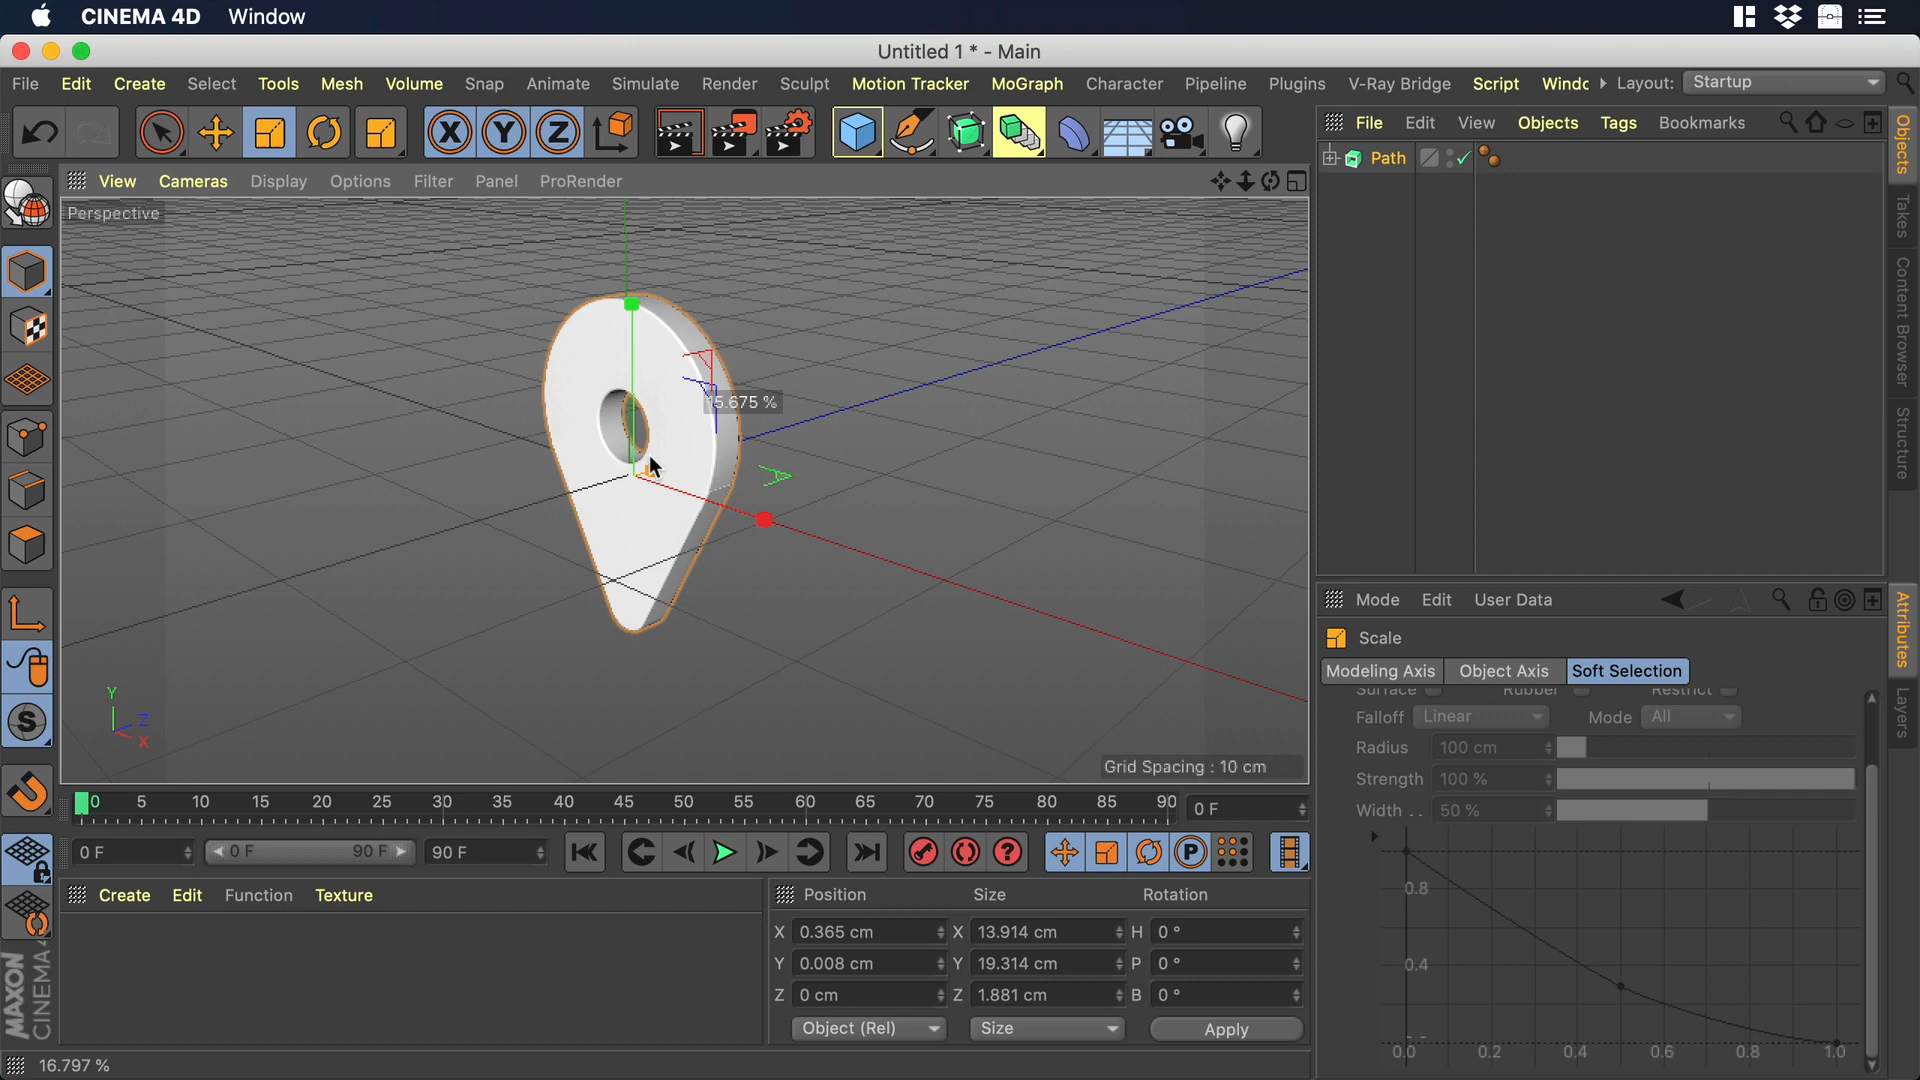 CINEMA 4D Window
Untitled 1 * - Main
File Edit Create Select Tools Mesh Volume Snap Animate Simulate Render Sculpt Motion Tracker MoGraph Character Pipeline Plugins V-Ray Bridge Script Windc Layout: Startup
X Y Z
File Edit View Objects Tags Bookmarks
Path
Objects
Takes
Content Browser
Structure
View Cameras Display Options Filter Panel ProRender
Perspective
15.675 %
Y
Z
X
Grid Spacing : 10 cm
Mode Edit User Data
Scale
Modeling Axis Object Axis Soft Selection
Surface Rubber Restrict
Falloff Linear Mode All
Radius 100 cm
Strength 100 %
Width . . 50 %
0.8
0.4
0.0 0.2 0.4 0.6 0.8 1.0
Attributes
Layers
S
0 5 10 15 20 25 30 35 40 45 50 55 60 65 70 75 80 85 90 0 F
0 F 0 F 90 F 90 F ? P
Create Edit Function Texture
Position Size Rotation
X 0.365 cm X 13.914 cm H 0 °
Y 0.008 cm Y 19.314 cm P 0 °
Z 0 cm Z 1.881 cm B 0 °
Object (Rel) Size Apply
MAXON
CINEMA 4
16.797 %